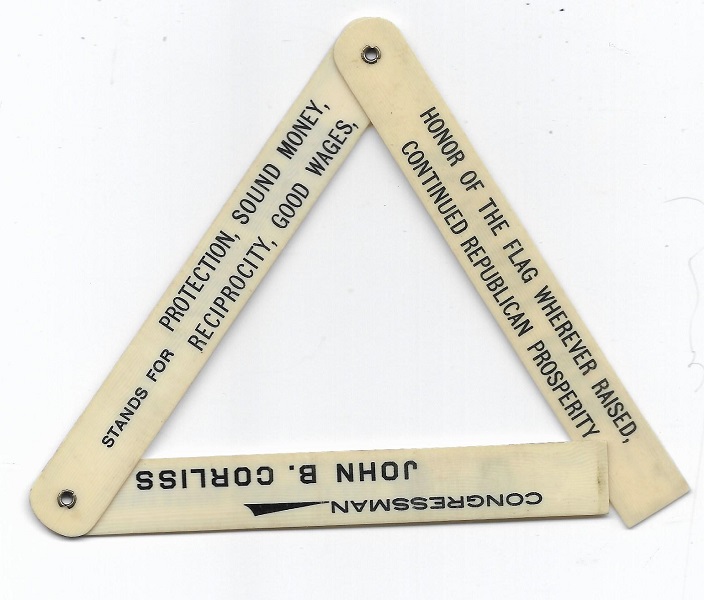 CONGRESSMAN
JOHN B. CORLISS
STANDS FOR PROTECTION, SOUND MONEY,
RECIPROCITY, GOOD WAGES,
HONOR OF THE FLAG WHEREVER RAISED,
CONTINUED REPUBLICAN PROSPERITY